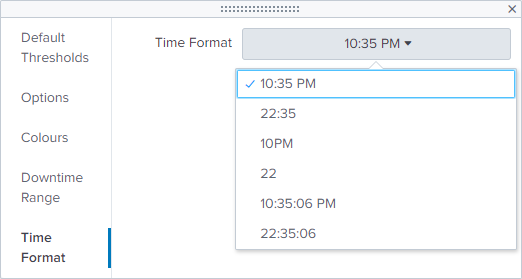 Default
Thresholds
Options
Colours
Downtime
Range
Time
Format
Time Format
10:35 PM
10:35 PM
22:35
10PM
22
10:35:06 PM
22:35:06